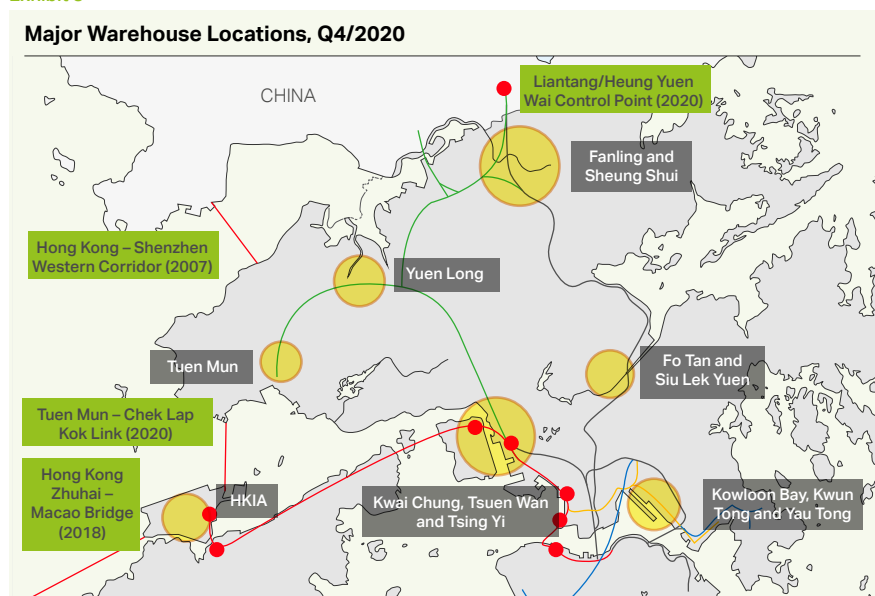 Major Warehouse Locations, Q4/2020
Liantang/Heung Yuen
Wai Control Point (2020)
CHINA
Fanling and
Sheung Shui
Hong Kong – Shenzhen
Western Corridor (2007)
Yuen Long
Tuen Mun
Fo Tan and
Siu Lek Yuen
Tuen Mun – Chek Lap
Kok Link (2020)
Hong Kong
Zhuhai –
Macao Bridge
(2018)
HKIA
Kwai Chung, Tsuen Wan
and Tsing Yi
Kowloon Bay, Kwun
Tong and Yau Tong